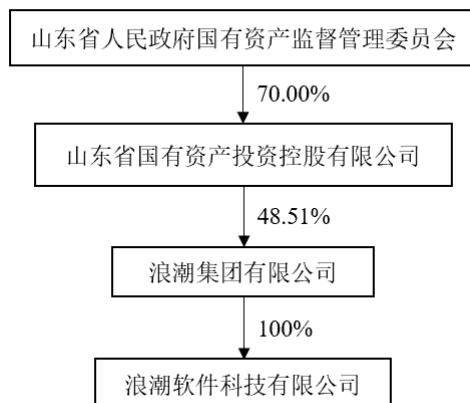 山东省人民政府国有资产监督管理委员会
70.00%
山东省国有资产投资控股有限公司
48.51%
浪潮集团有限公司
100%
浪潮软件科技有限公司